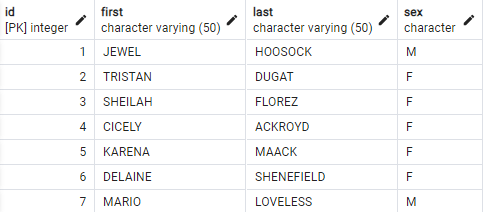 id first last sex
[PK] integer character varying (50) character varying (50) character
1 JEWEL HOOSOCK M
2 TRISTAN DUGAT F
3 SHEILAH FLOREZ F
4 CICELY ACKROYD F
5 KARENA MAACK F
6 DELAINE SHENEFIELD F
7 MARIO LOVELESS M